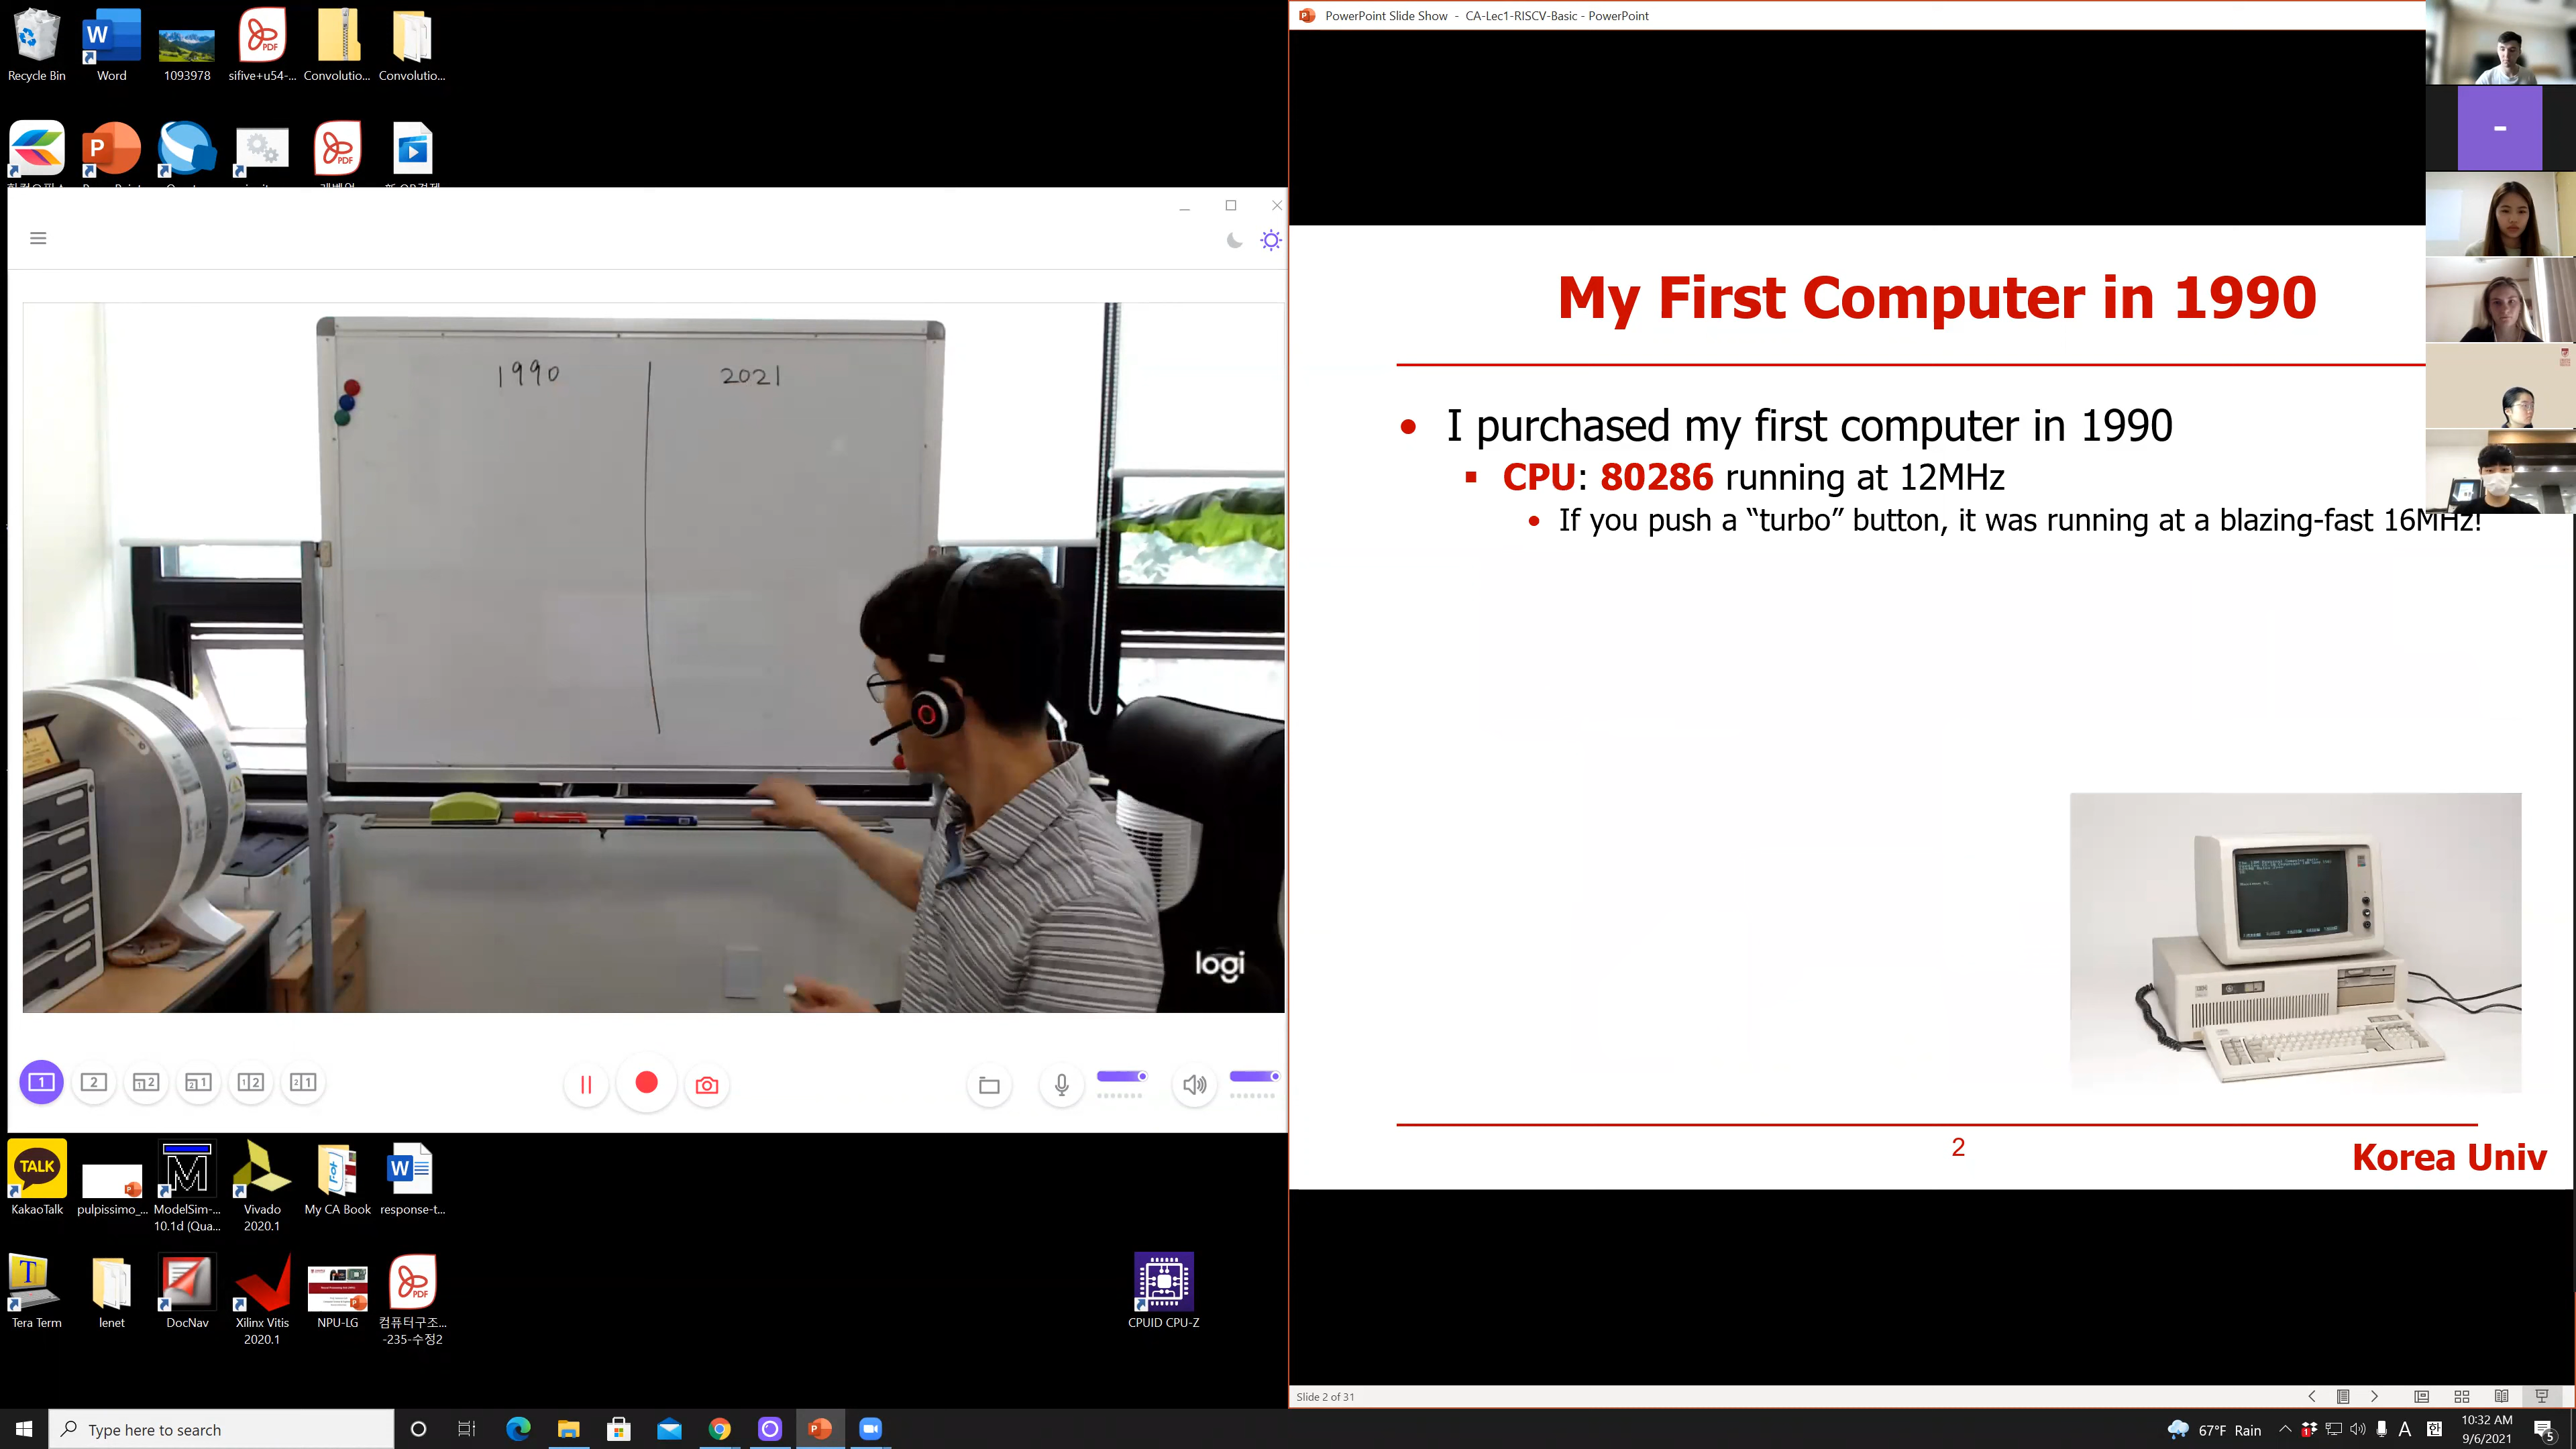 Recycle Bin
Word
1093978
sifive+u54-...
Convolutio...
Convolutio...
1990
2021
logi
PowerPoint Slide Show - CA-Lec1-RISCV-Basic - PowerPoint
My First Computer in 1990
I purchased my first computer in 1990
CPU: 80286 running at 12MHz
If you push a “turbo” button, it was running at a blazing-fast 16MHz!
2
Korea Univ
TALK
KakaoTalk
pulpissimo_...
ModelSim-...
10.1d (Qua...
Vivado
2020.1
My CA Book
response-t...
Tera Term
lenet
DocNav
Xilinx Vitis
2020.1
NPU-LG
컴퓨터구조...
-235-수정2
CPUID CPU-Z
Slide 2 of 31
Type here to search
67°F Rain
A
한
10:32 AM
9/6/2021
5